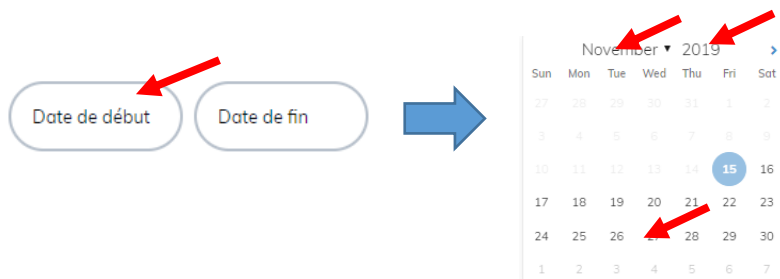 Date de début
Date de fin
November 2019
Sun Mon Tue Wed Thu Fri Sat
27 28 29 30 31 1 2
3 4 5 6 7 8 9
10 11 12 13 14 15 16
17 18 19 20 21 22 23
24 25 26 27 28 29 30
1 2 3 4 5 6 7